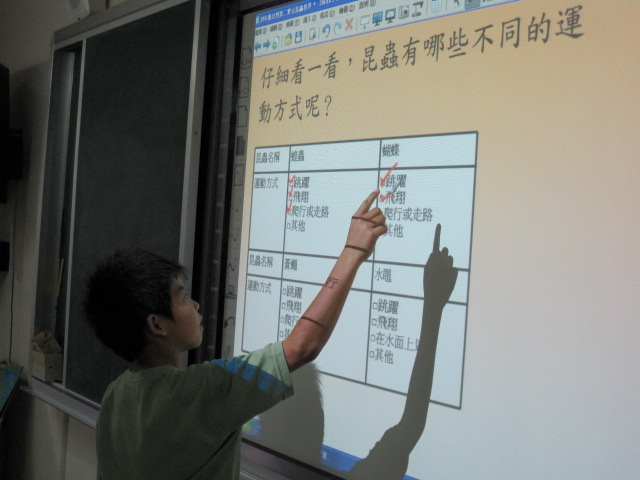 仔細看一看，昆蟲有哪些不同的運
動方式呢？
昆蟲名稱 蝗蟲 蝴蝶
運動方式 跳躍 跳躍
飛翔 飛翔
爬行或走路 爬行或走路
□其他 其他
昆蟲名稱 蒼蠅 水黽
運動方式 □跳躍 □跳躍
□飛翔 □飛翔
□爬行 □在水面上
□其他